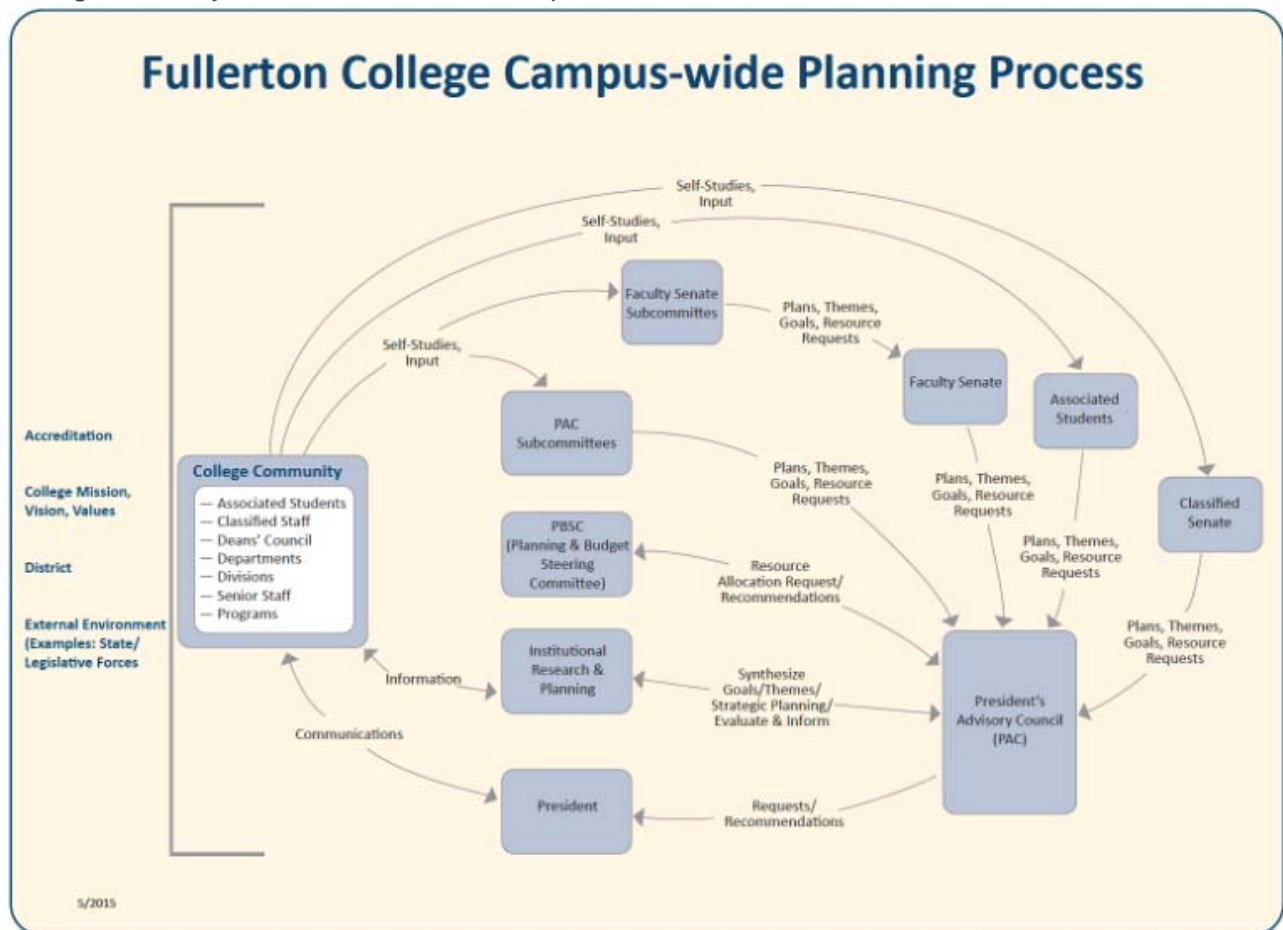 Fullerton College Campus-wide Planning Process
Self-Studies,
Input
Self-Studies,
Input
Faculty Senate
Subcommittes
Plans, Themes,
Goals, Resource
Requests
Self-Studies,
Input
Faculty Senate
Associated
Students
PAC
Subcommittees
Accreditation
College Mission,
Vision, Values
District
External Environment
(Examples: State/
Legislative Forces
College Community
— Associated Students
— Classified Staff
— Deans' Council
— Departments
— Divisions
— Senior Staff
— Programs
Plans, Themes,
Goals, Resource
Requests
Plans, Themes,
Goals, Resource
Requests
Classified
Senate
PBSC
(Planning & Budget
Steering
Committee)
Resource
Allocation Request/
Recommendations
Plans, Themes,
Goals, Resource
Requests
Plans, Themes,
Goals, Resource
Requests
Institutional
Research &
Planning
Information
Synthesize
Goals/Themes/
Strategic Planning/
Evaluate & Inform
President's
Advisory Council
(PAC)
Communications
President
Requests/
Recommendations
5/2015